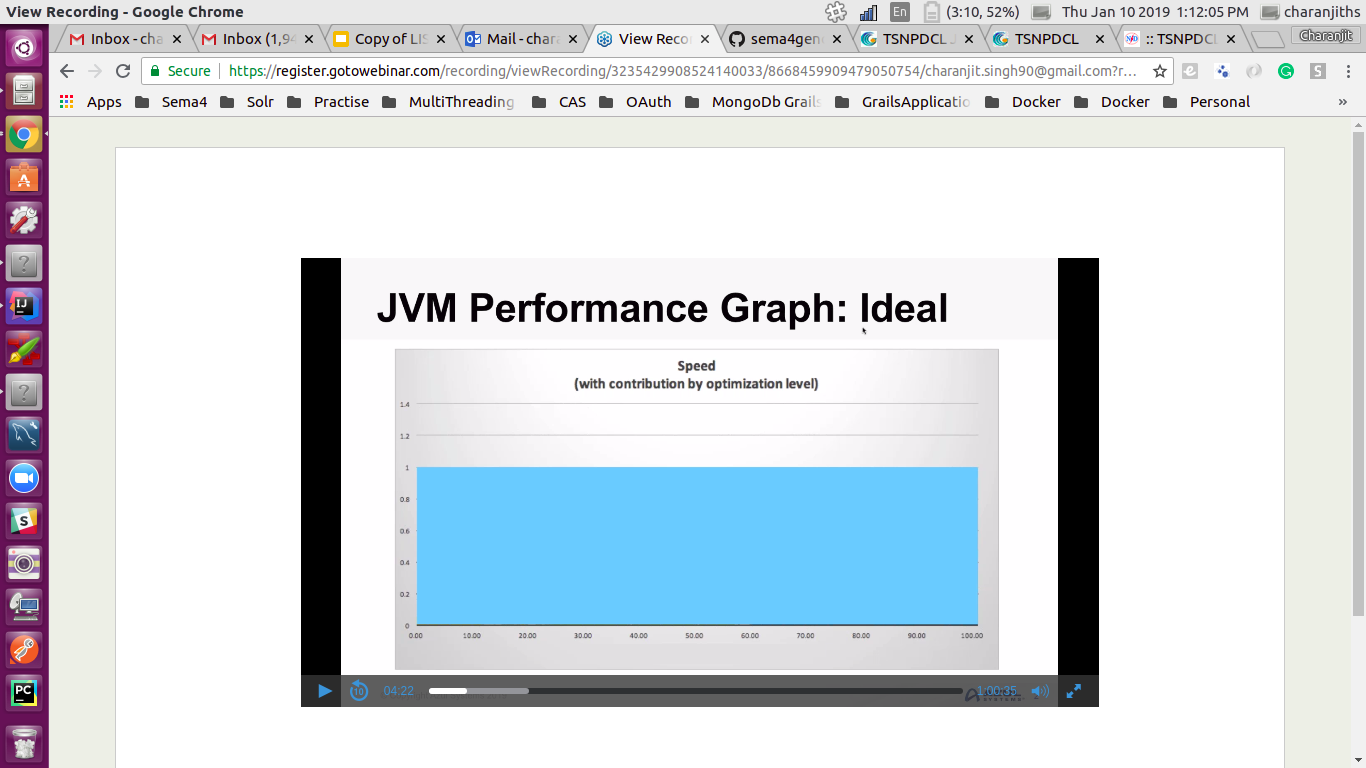 View Recording - Google Chrome
En (3:10, 52%) Thu Jan 10 2019 1:12:05 PM charanjiths
Inbox - cha
Inbox (1,94
Copy of LIS
Mail - chara
View Reco
sema4gen
TSNPDCL J
TSNPDCL
:: TSNPDC
Charanjit
Secure https://register.gotowebinar.com/recording/viewRecording/3235429908524140033/8668459909479050754/charanjit.singh90@gmail.com?r...
Apps Sema4 Solr Practise MultiThreading CAS OAuth MongoDb Grails GrailsApplicatio Docker Docker Personal »
JVM Performance Graph: Ideal
Speed
(with contribution by optimization level)
1.4
1.2
1
0.8
0.6
0.4
0.2
0
0.00 10.00 20.00 30.00 40.00 50.00 60.00 70.00 80.00 90.00 100.00
10 04:22 1:00:35
IJ
S
PC